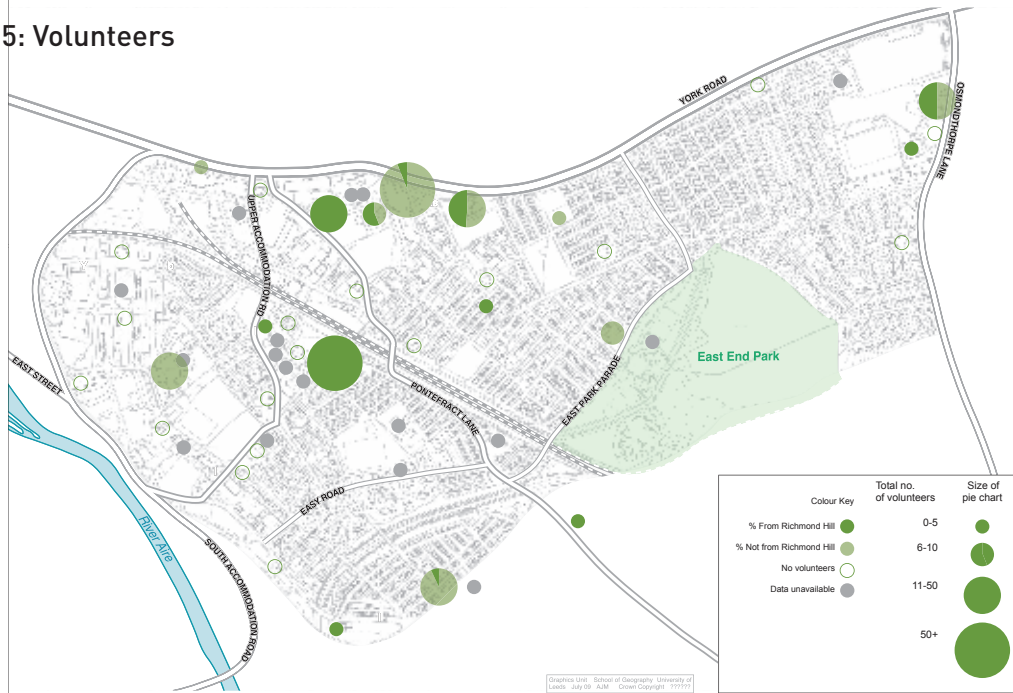 5: Volunteers
YORK ROAD
OSMONDTHORPE LANE
UPPER ACCOMMODATION RD
EAST STREET
PONTEFRACT LANE
EAST PARK PARADE
East End Park
EASY ROAD
River Aire
SOUTH ACCOMMODATION ROAD
Colour Key
Total no.
of volunteers
Size of
pie chart
% From Richmond Hill
0-5
% Not from Richmond Hill
6-10
No volunteers
Data unavailable
11-50
50+
Graphics Unit School of Geography University of
Leeds July 09 AJM Crown Copyright ??????